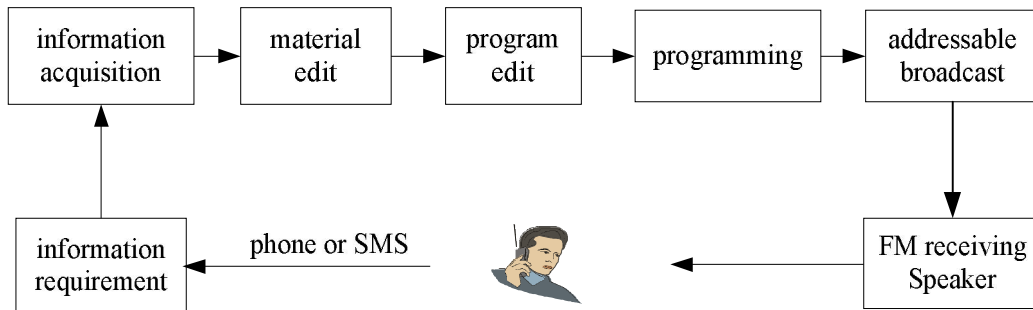 information
acquisition
material
edit
program
edit
programming
addressable
broadcast
information
requirement
phone or SMS
FM receiving
Speaker